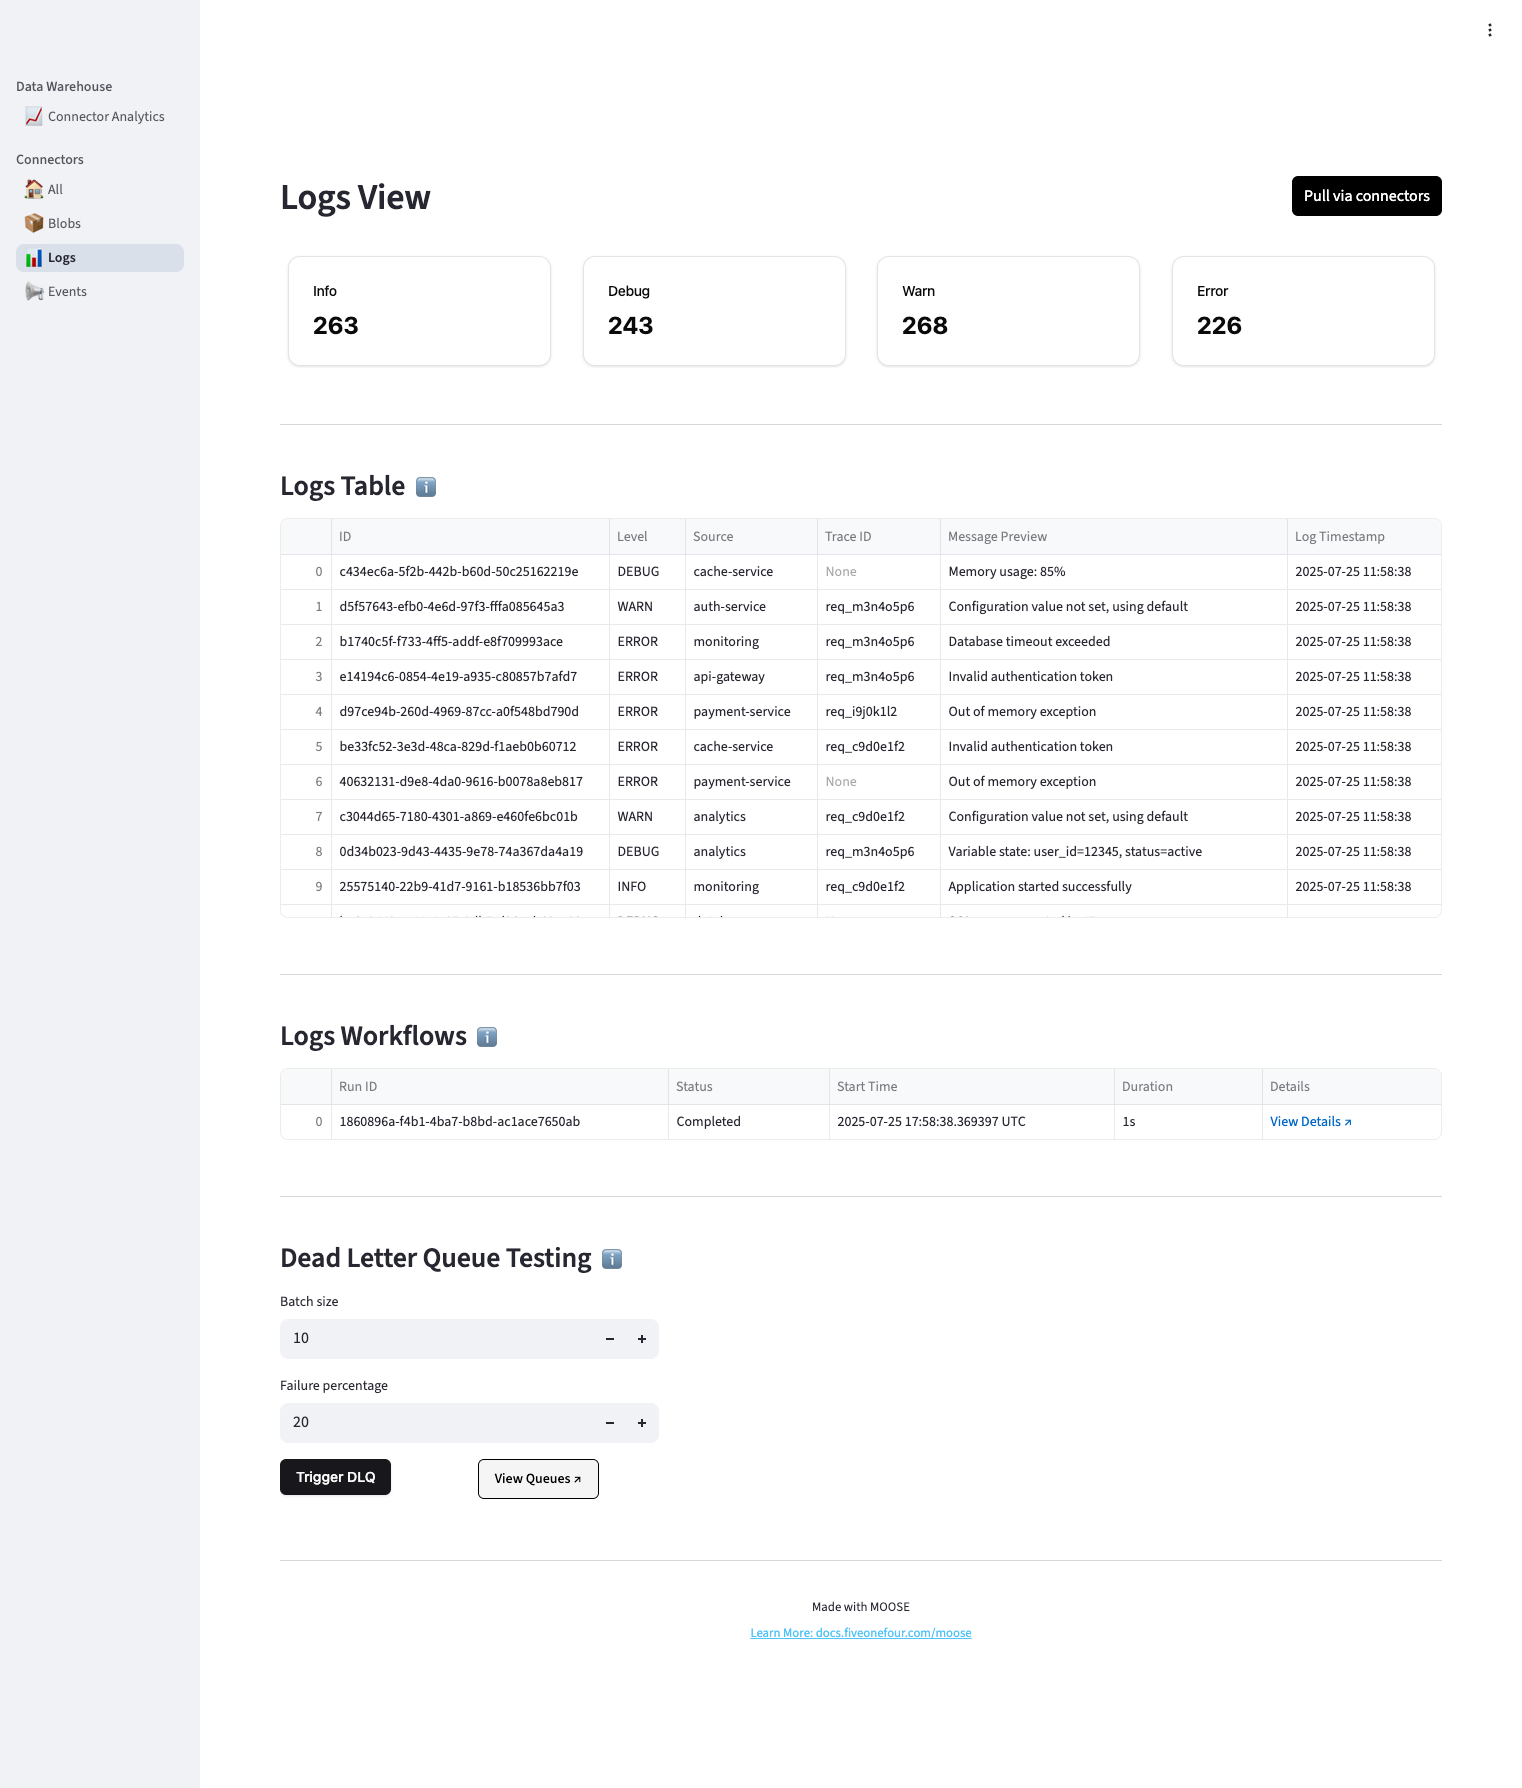 Data Warehouse
Connector Analytics
Connectors
All
Blobs
Logs
Events
Logs View
Pull via connectors
Info Debug Warn Error
263 243 268 226
Logs Table
ID Level Source Trace ID Message Preview Log Timestamp
0 c434ec6a-5f2b-442b-b60d-50c25162219e DEBUG cache-service None Memory usage: 85% 2025-07-25 11:58:38
1 d5f57643-efb0-4e6d-97f3-fffa085645a3 WARN auth-service req_m3n4o5p6 Configuration value not set, using default 2025-07-25 11:58:38
2 b1740c5f-f733-4ff5-addf-e8f709993ace ERROR monitoring req_m3n4o5p6 Database timeout exceeded 2025-07-25 11:58:38
3 e14194c6-0854-4e19-a935-c80857b7afd7 ERROR api-gateway req_m3n4o5p6 Invalid authentication token 2025-07-25 11:58:38
4 d97ce94b-260d-4969-87cc-a0f548bd790d ERROR payment-service req_i9j0k1l2 Out of memory exception 2025-07-25 11:58:38
5 be33fc52-3e3d-48ca-829d-f1aeb0b60712 ERROR cache-service req_c9d0e1f2 Invalid authentication token 2025-07-25 11:58:38
6 40632131-d9e8-4da0-9616-b0078a8eb817 ERROR payment-service None Out of memory exception 2025-07-25 11:58:38
7 c3044d65-7180-4301-a869-e460fe6bc01b WARN analytics req_c9d0e1f2 Configuration value not set, using default 2025-07-25 11:58:38
8 0d34b023-9d43-4435-9e78-74a367da4a19 DEBUG analytics req_m3n4o5p6 Variable state: user_id=12345, status=active 2025-07-25 11:58:38
9 25575140-22b9-41d7-9161-b18536bb7f03 INFO monitoring req_c9d0e1f2 Application started successfully 2025-07-25 11:58:38
Logs Workflows
Run ID Status Start Time Duration Details
0 1860896a-f4b1-4ba7-b8bd-ac1ace7650ab Completed 2025-07-25 17:58:38.369397 UTC 1s View Details ↗
Dead Letter Queue Testing
Batch size
10 − +
Failure percentage
20 − +
Trigger DLQ View Queues ↗
Made with MOOSE
Learn More: docs.fiveonefour.com/moose